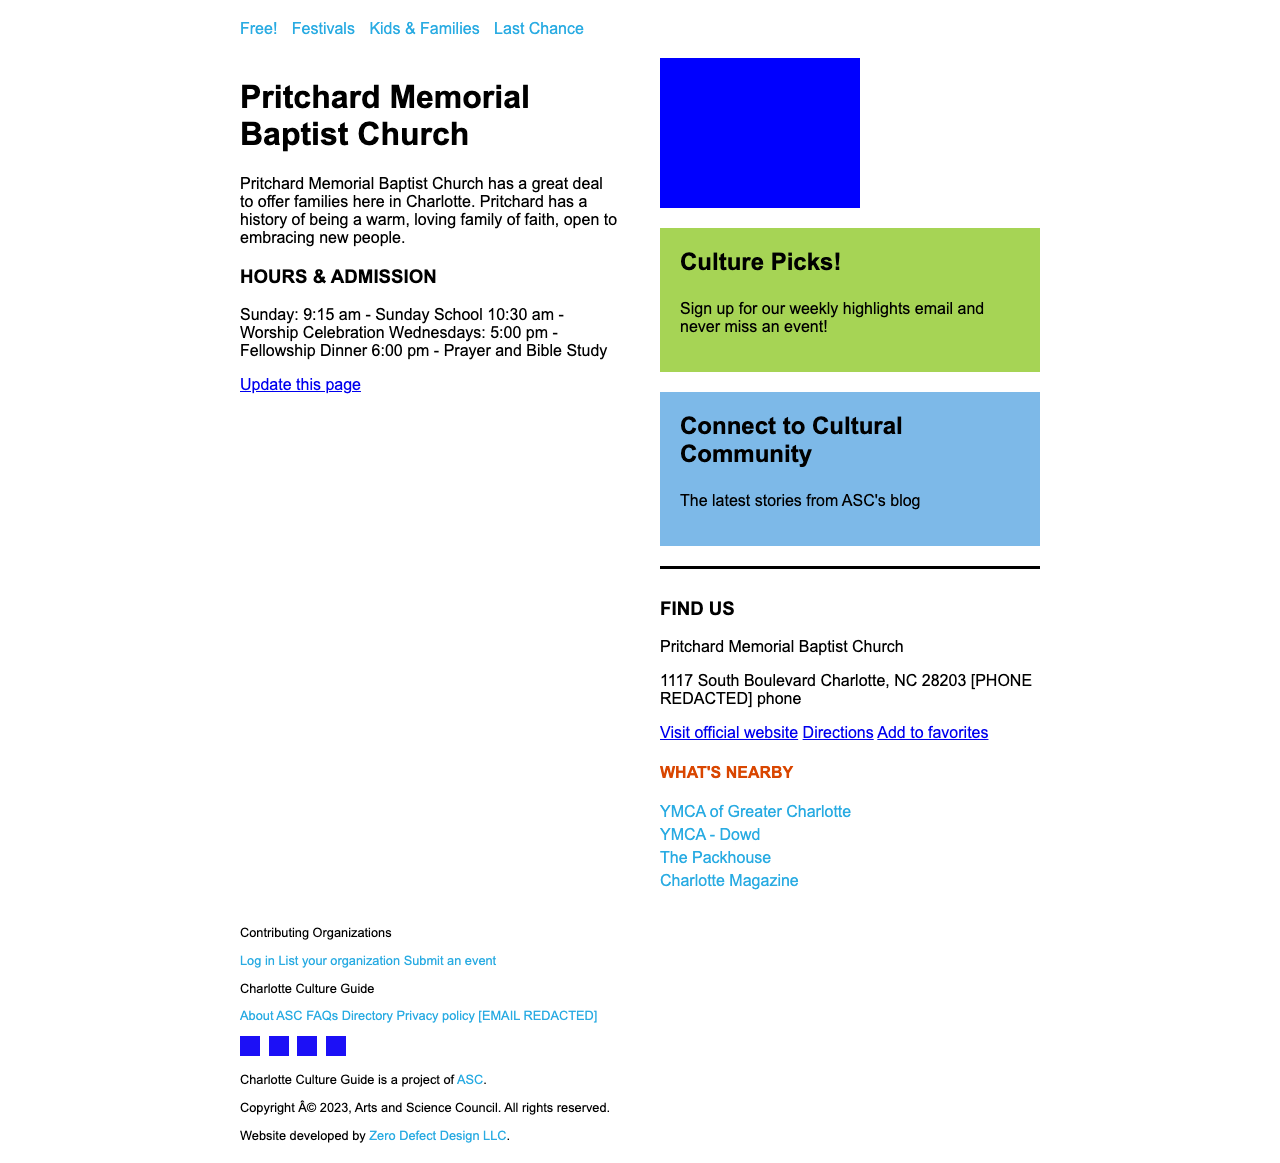 Free! Festivals Kids & Families Last Chance
Pritchard Memorial
Baptist Church
Pritchard Memorial Baptist Church has a great deal
to offer families here in Charlotte. Pritchard has a
history of being a warm, loving family of faith, open to
embracing new people.
HOURS & ADMISSION
Sunday: 9:15 am - Sunday School 10:30 am -
Worship Celebration Wednesdays: 5:00 pm -
Fellowship Dinner 6:00 pm - Prayer and Bible Study
Update this page
Culture Picks!
Sign up for our weekly highlights email and
never miss an event!
Connect to Cultural
Community
The latest stories from ASC's blog
FIND US
Pritchard Memorial Baptist Church
1117 South Boulevard Charlotte, NC 28203 [PHONE
REDACTED] phone
Visit official website Directions Add to favorites
WHAT'S NEARBY
YMCA of Greater Charlotte
YMCA - Dowd
The Packhouse
Charlotte Magazine
Contributing Organizations
Log in List your organization Submit an event
Charlotte Culture Guide
About ASC FAQs Directory Privacy policy [EMAIL REDACTED]
Charlotte Culture Guide is a project of ASC.
Copyright Â© 2023, Arts and Science Council. All rights reserved.
Website developed by Zero Defect Design LLC.